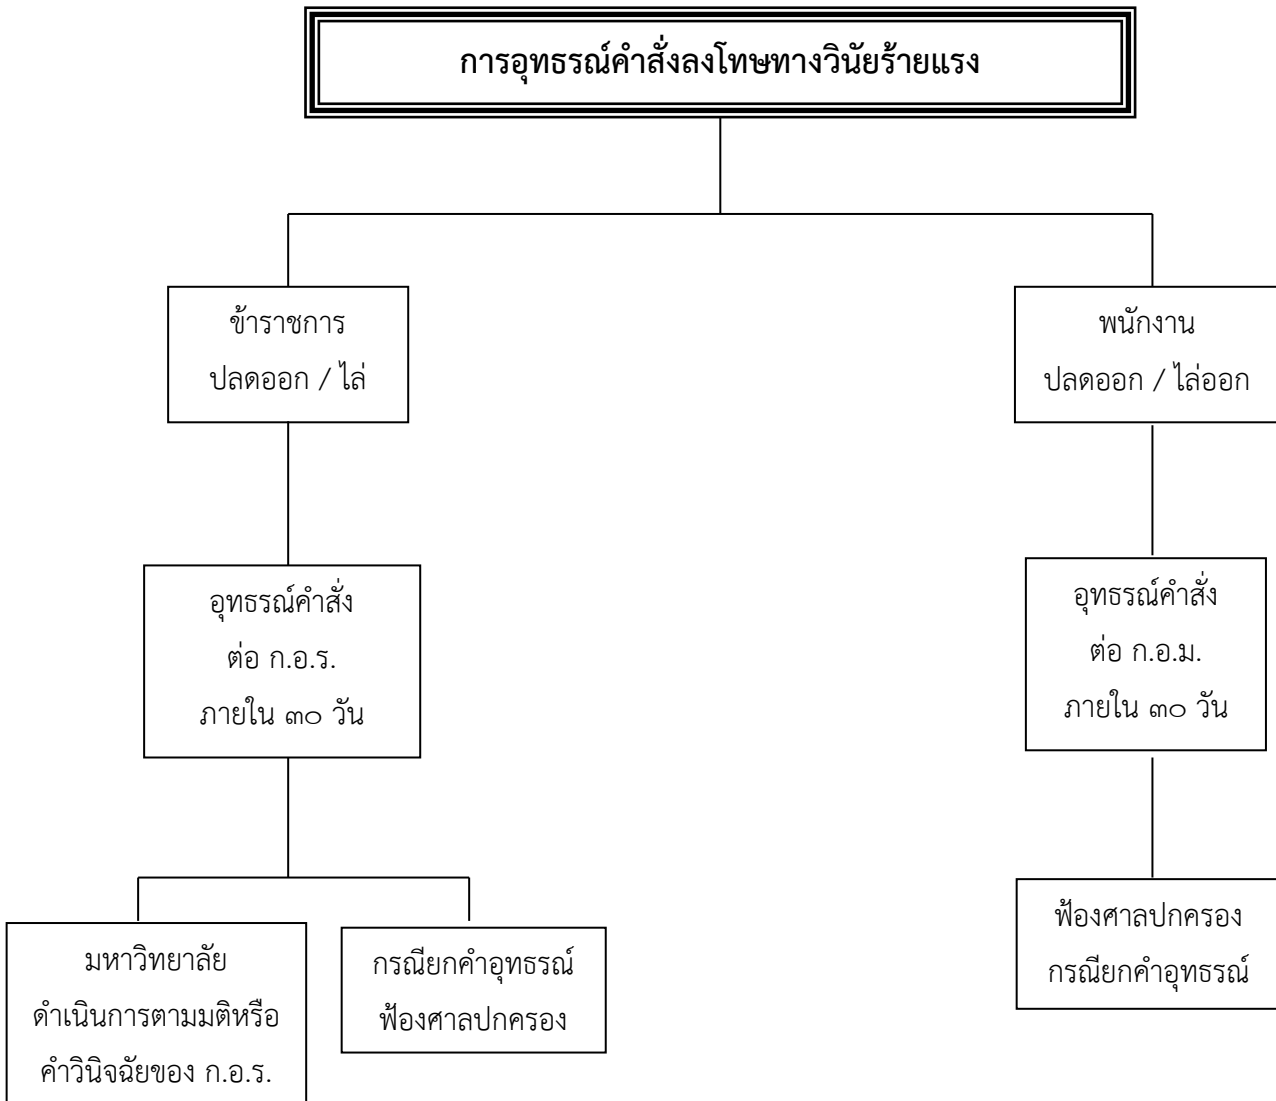 การอุทธรณ์คำสั่งลงโทษทางวินัยร้ายแรง
ข้าราชการ
ปลดออก / ไล่
พนักงาน
ปลดออก / ไล่ออก
อุทธรณ์คำสั่ง
ต่อ ก.อ.ร.
ภายใน ๓๐ วัน
อุทธรณ์คำสั่ง
ต่อ ก.อ.ม.
ภายใน ๓๐ วัน
มหาวิทยาลัย
ดำเนินการตามมติหรือ
คำวินิจฉัยของ ก.อ.ร.
กรณียกคำอุทธรณ์
ฟ้องศาลปกครอง
ฟ้องศาลปกครอง
กรณียกคำอุทธรณ์